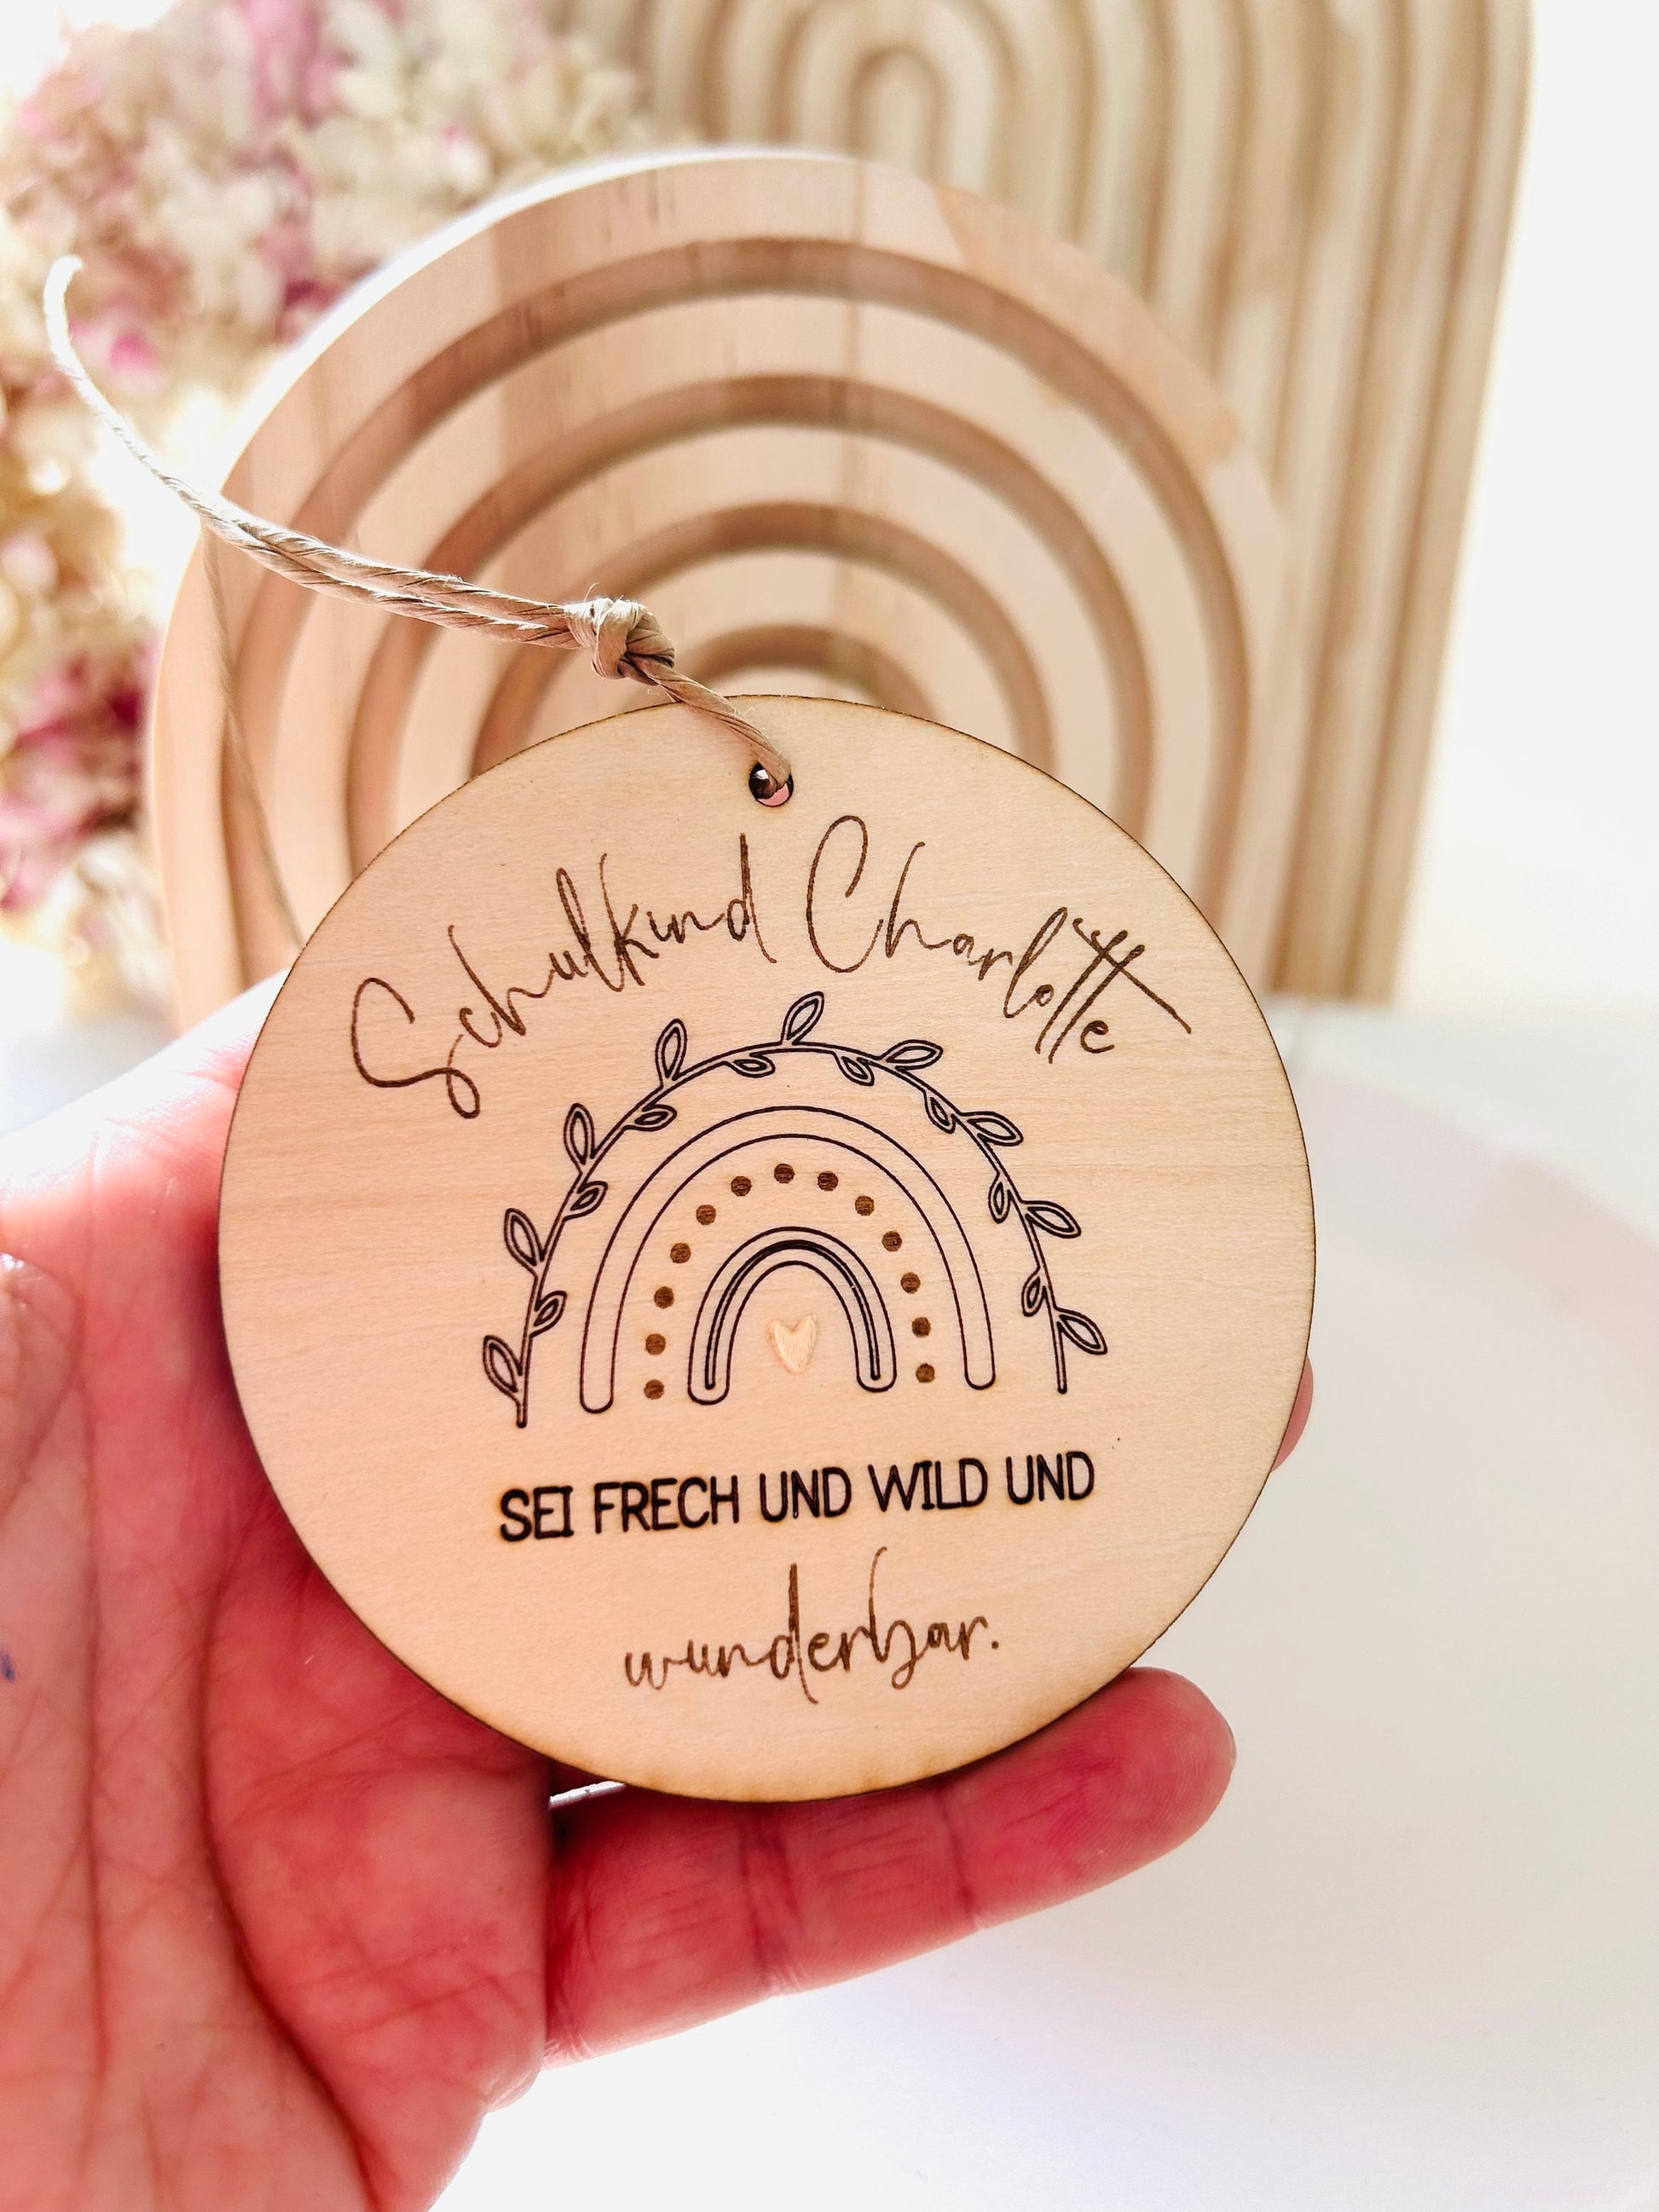 Schulkind Charlotte
SEI FRECH UND WILD UND
wunderbar.